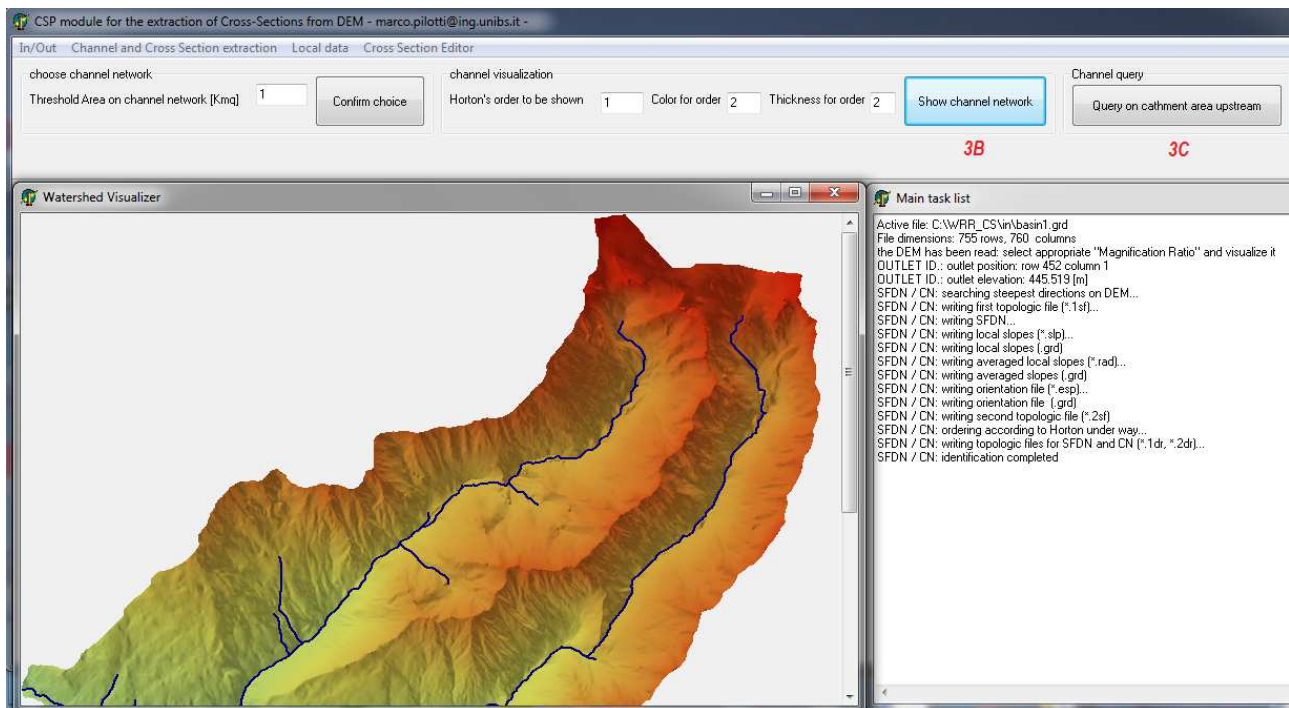 CSP module for the extraction of Cross-Sections from DEM - marco.pilotti@ing.unibs.it -
In/Out Channel and Cross Section extraction Local data Cross Section Editor
choose channel network
Threshold Area on channel network [Kmq] 1 Confirm choice
channel visualization
Horton's order to be shown 1 Color for order 2 Thickness for order 2 Show channel network
Channel query
Query on cathment area upstream
3B
3C
Watershed Visualizer
Main task list
Active file: C:\WRR_CS\in\basin1.grd
File dimensions: 755 rows, 760 columns
the DEM has been read: select appropriate "Magnification Ratio" and visualize it
OUTLET ID.: outlet position: row 452 column 1
OUTLET ID.: outlet elevation: 445.519 [m]
SFDN / CN: searching steepest directions on DEM...
SFDN / CN: writing first topologic file (*.1sf)...
SFDN / CN: writing SFDN...
SFDN / CN: writing local slopes (*.slp)...
SFDN / CN: writing local slopes (.grd)
SFDN / CN: writing averaged local slopes (*.rad)...
SFDN / CN: writing averaged slopes (.grd)
SFDN / CN: writing orientation file (*.esp)...
SFDN / CN: writing orientation file (.grd)
SFDN / CN: writing second topologic file (*.2sf)
SFDN / CN: ordering according to Horton under way...
SFDN / CN: writing topologic files for SFDN and CN (*.1dr, *.2dr)...
SFDN / CN: identification completed